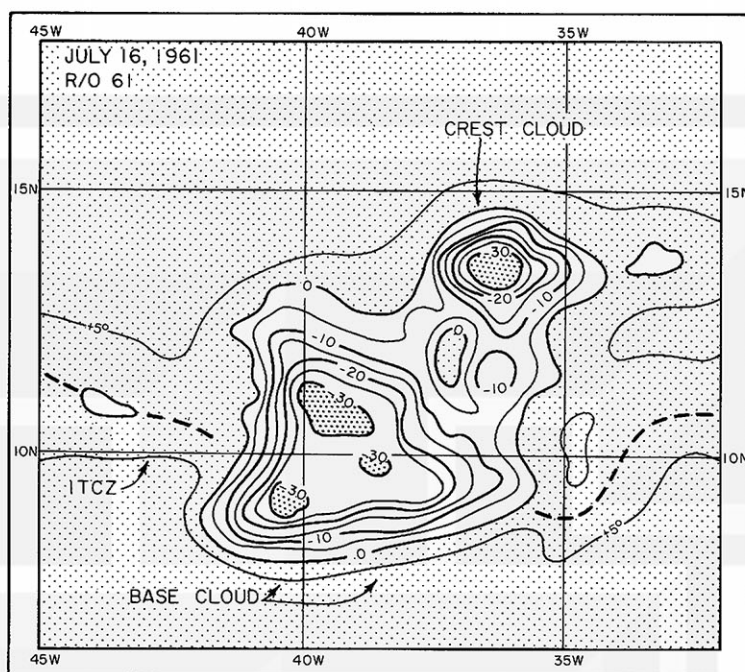 45W 40W 35W
JULY 16, 1961
R/O 61
CREST CLOUD
15N 15N
30
-20
-10
0
0
+5°
-10
-20
-10
-30
10N 10N
30
ITCZ
30
+5°
-10
0
BASE CLOUD
45W 40W 35W